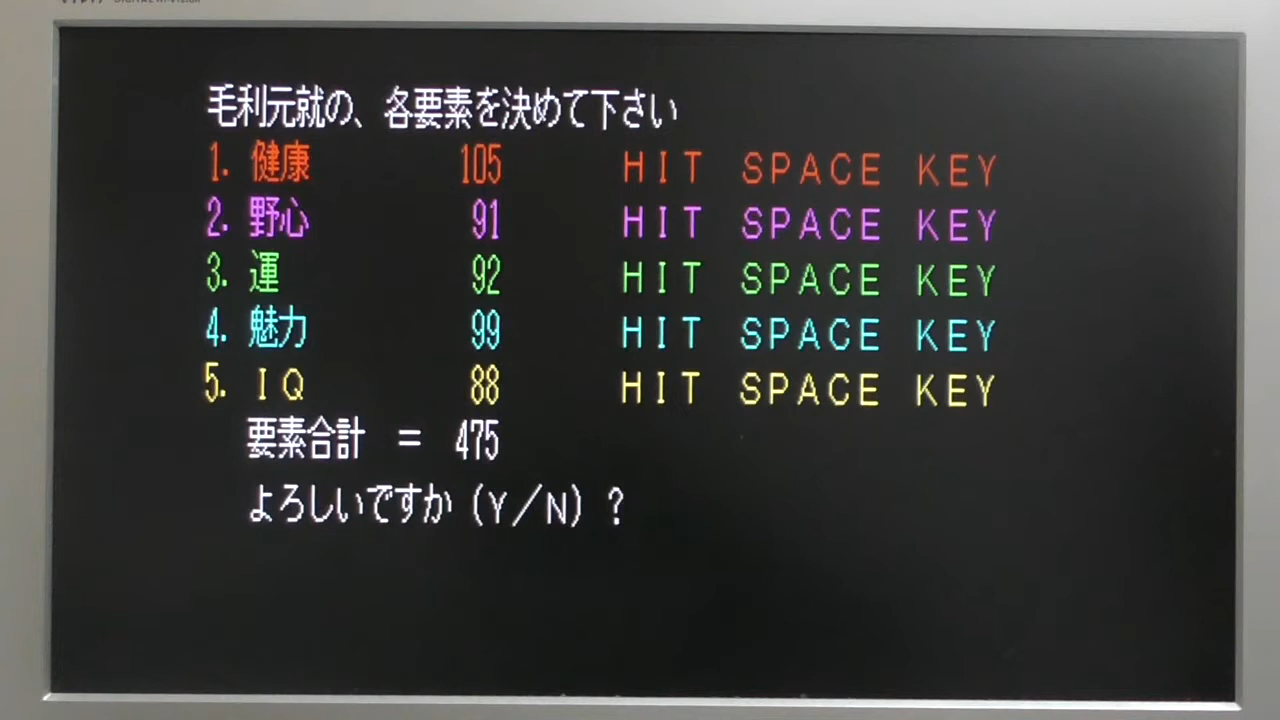 毛利元就の、各要素を決めて下さい
1. 健康 105 HIT SPACE KEY
2. 野心 91 HIT SPACE KEY
3. 運 92 HIT SPACE KEY
4. 魅力 99 HIT SPACE KEY
5. IQ 88 HIT SPACE KEY
要素合計 = 475
よろしいですか（Y／N）？